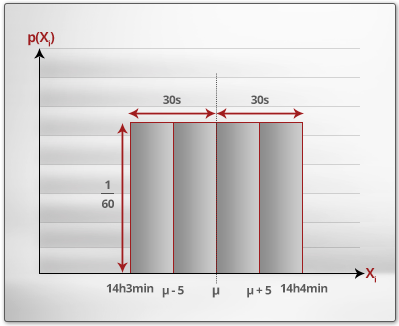 p(Xi)
30s 30s
1
60
14h3min μ - 5 μ μ + 5 14h4min
Xi